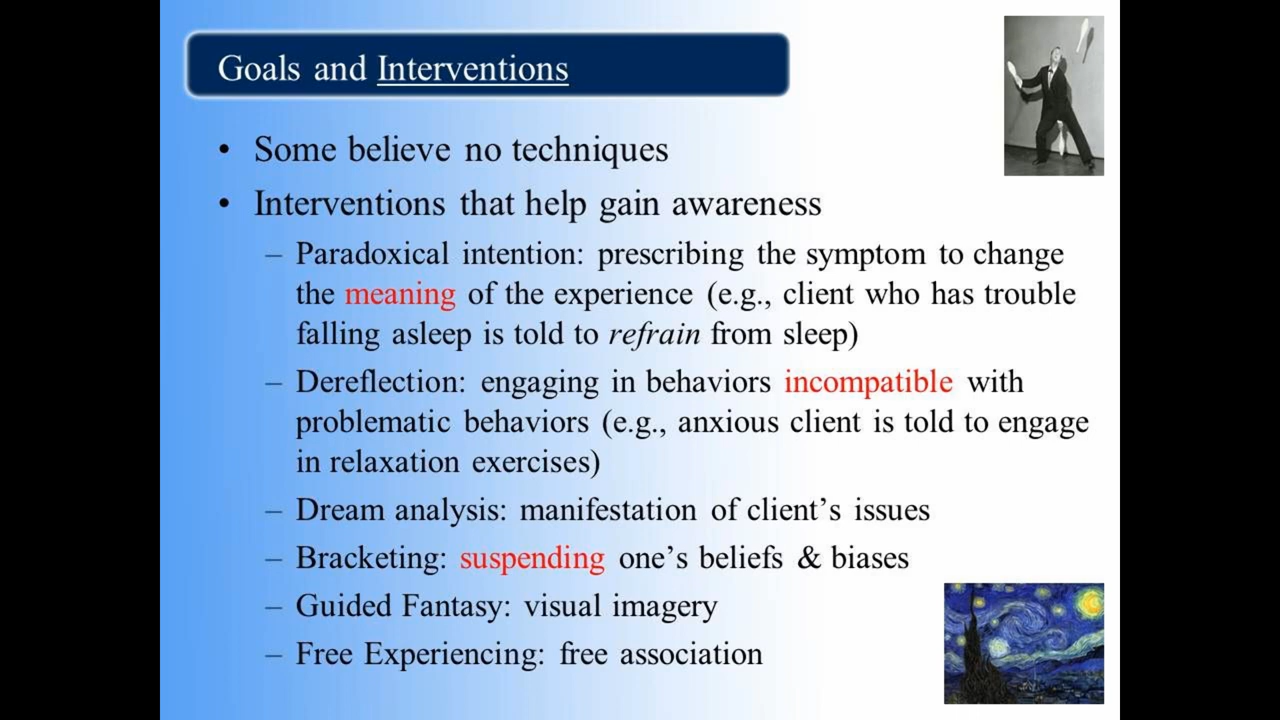 Goals and Interventions
• Some believe no techniques
• Interventions that help gain awareness
– Paradoxical intention: prescribing the symptom to change
the meaning of the experience (e.g., client who has trouble
falling asleep is told to refrain from sleep)
– Dereflection: engaging in behaviors incompatible with
problematic behaviors (e.g., anxious client is told to engage
in relaxation exercises)
– Dream analysis: manifestation of client’s issues
– Bracketing: suspending one’s beliefs & biases
– Guided Fantasy: visual imagery
– Free Experiencing: free association